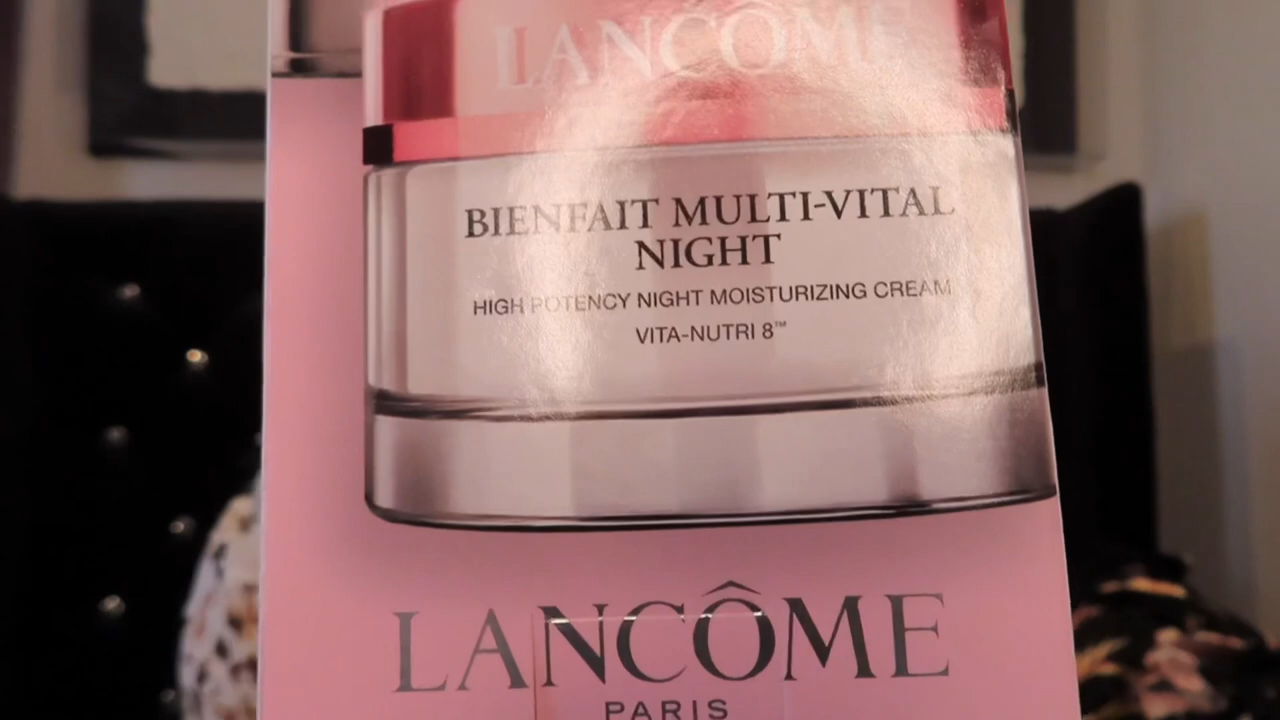 LANCÔME
BIENFAIT MULTI-VITAL
NIGHT
HIGH POTENCY NIGHT MOISTURIZING CREAM
VITA-NUTRI 8™
LANCÔME
PARIS